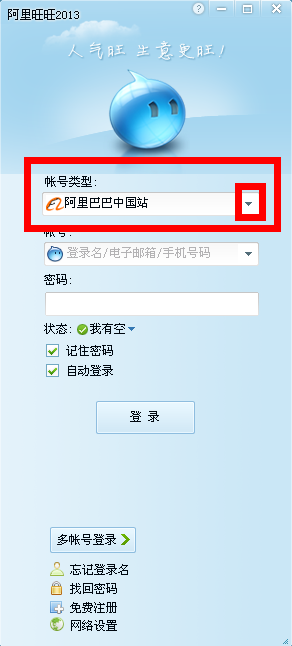 阿里旺旺2013
人气旺 生意更旺！
帐号类型:
阿里巴巴中国站
帐号:
登录名/电子邮箱/手机号码
密码:
状态: 我有空
记住密码
自动登录
登 录
多帐号登录
忘记登录名
找回密码
免费注册
网络设置